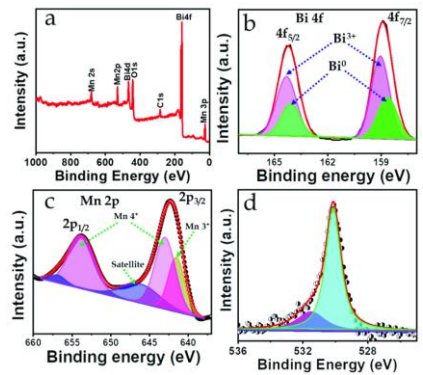 a
Bi4f
Mn 2s
Mn2p
Bi4d
O1s
C1s
Mn 3p
Intensity (a.u.)
1000 800 600 400 200 0
Binding energy (eV)
b
Bi 4f
4f5/2
4f7/2
Bi3+
Bi0
Intensity (a.u.)
165 162 159
Binding Energy (eV)
c
Mn 2p
2p3/2
2p1/2
Mn 4+
Mn 3+
Satellite
Intensity (a.u.)
660 655 650 645 640
Binding energy (eV)
d
Intensity (a.u.)
536 532 528
Binding Energy (eV)